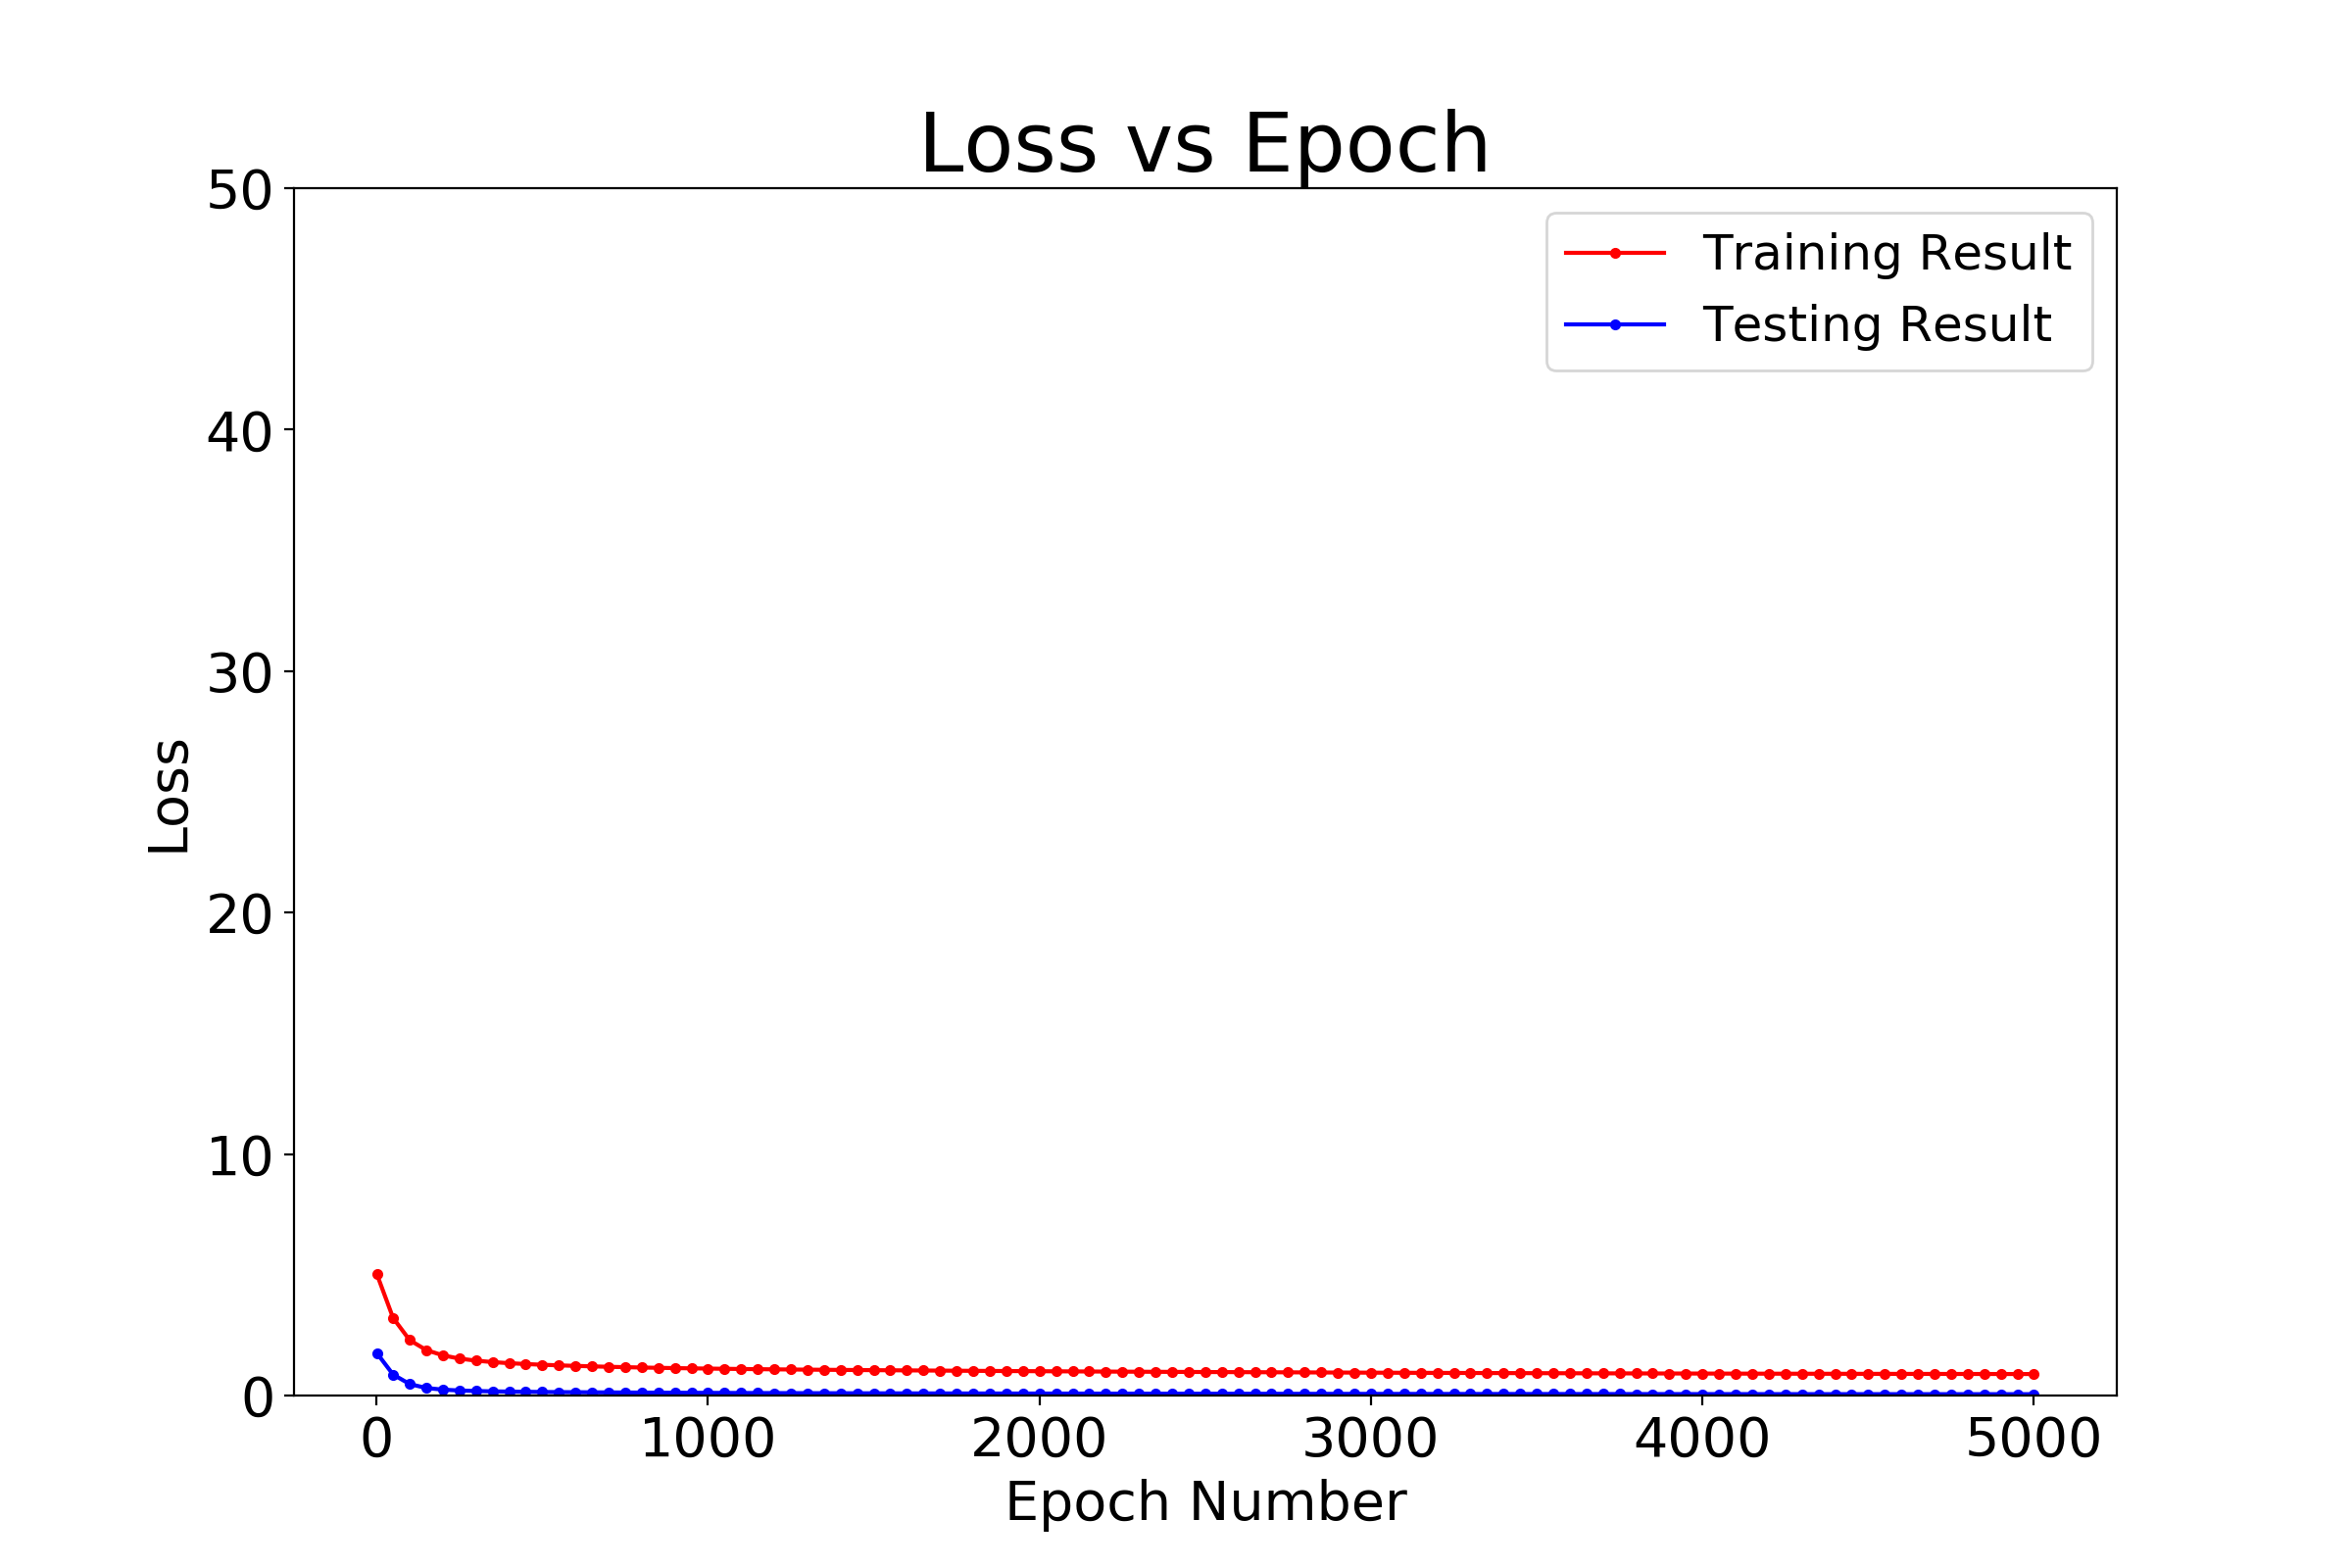 Loss vs Epoch
50
40
30
20
10
0
Loss
Training Result
Testing Result
0 1000 2000 3000 4000 5000
Epoch Number